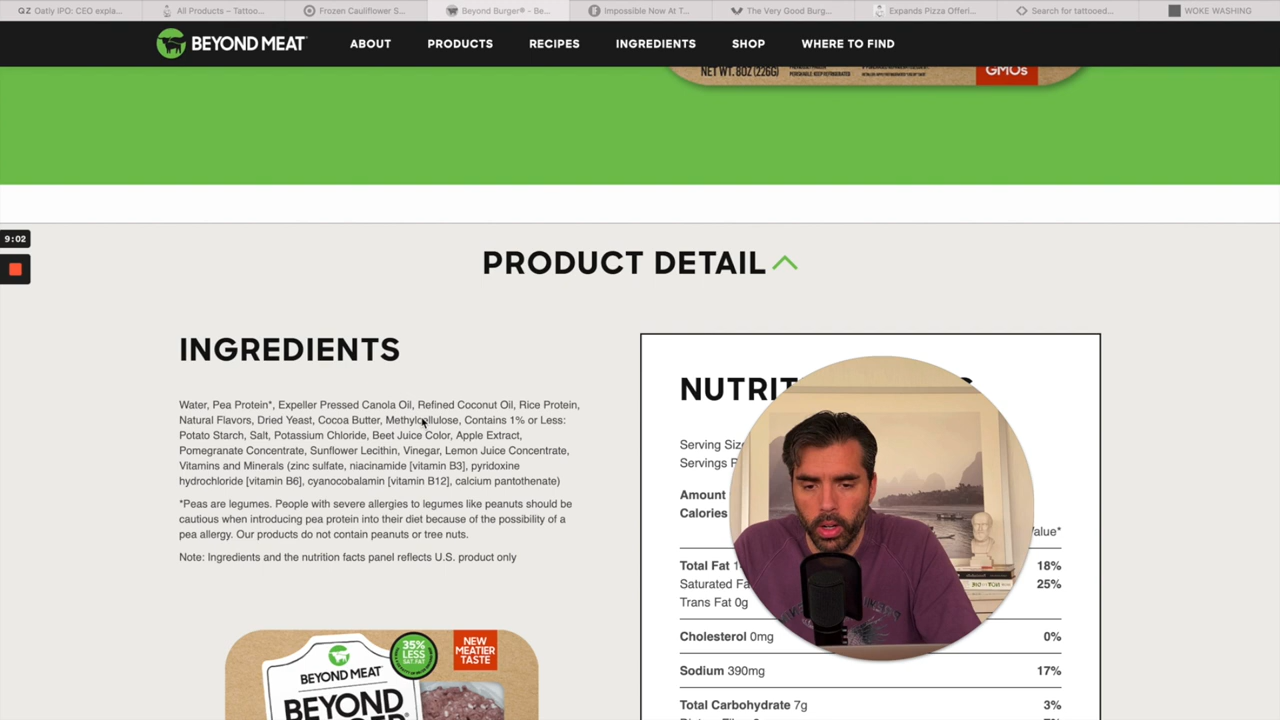 QZ Oatly IPO: CEO expla...
All Products – Tattoo...
Frozen Cauliflower S...
Beyond Burger® - Be...
Impossible Now At T...
The Very Good Burg...
Expands Pizza Offeri...
Search for tattooed...
WOKE WASHING
BEYOND MEAT
ABOUT
PRODUCTS
RECIPES
INGREDIENTS
SHOP
WHERE TO FIND
NET WT. 8OZ (226G)
GMOs
9:02
PRODUCT DETAIL
INGREDIENTS
Water, Pea Protein*, Expeller Pressed Canola Oil, Refined Coconut Oil, Rice Protein,
Natural Flavors, Dried Yeast, Cocoa Butter, Methylcellulose, Contains 1% or Less:
Potato Starch, Salt, Potassium Chloride, Beet Juice Color, Apple Extract,
Pomegranate Concentrate, Sunflower Lecithin, Vinegar, Lemon Juice Concentrate,
Vitamins and Minerals (zinc sulfate, niacinamide [vitamin B3], pyridoxine
hydrochloride [vitamin B6], cyanocobalamin [vitamin B12], calcium pantothenate)
*Peas are legumes. People with severe allergies to legumes like peanuts should be
cautious when introducing pea protein into their diet because of the possibility of a
pea allergy. Our products do not contain peanuts or tree nuts.
Note: Ingredients and the nutrition facts panel reflects U.S. product only
35%
LESS
SAT. FAT
NEW
MEATIER
TASTE
BEYOND MEAT
BEYOND
NUTRIT
Serving Siz
Servings P
Amount
Calories
Value*
Total Fat 1 18%
Saturated Fa 25%
Trans Fat 0g
Cholesterol 0mg 0%
Sodium 390mg 17%
Total Carbohydrate 7g 3%